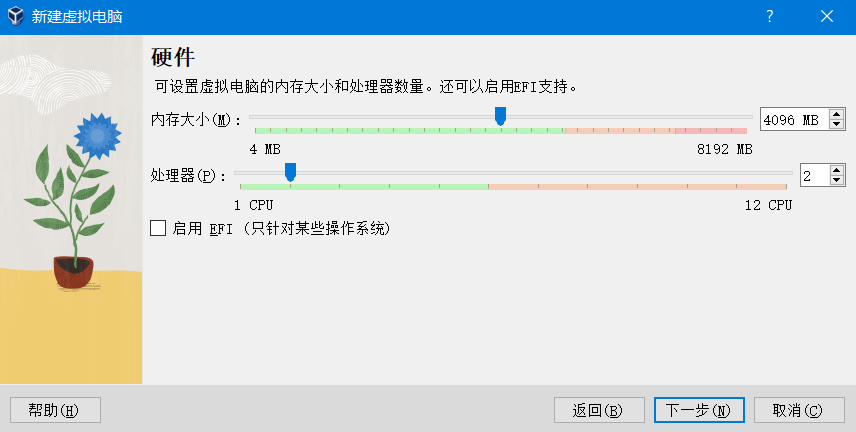 新建虚拟电脑
硬件
可设置虚拟电脑的内存大小和处理器数量。还可以启用EFI支持。
内存大小(M): 4096 MB
4 MB 8192 MB
处理器(P): 2
1 CPU 12 CPU
启用 EFI (只针对某些操作系统)
帮助(H) 返回(B) 下一步(N) 取消(C)